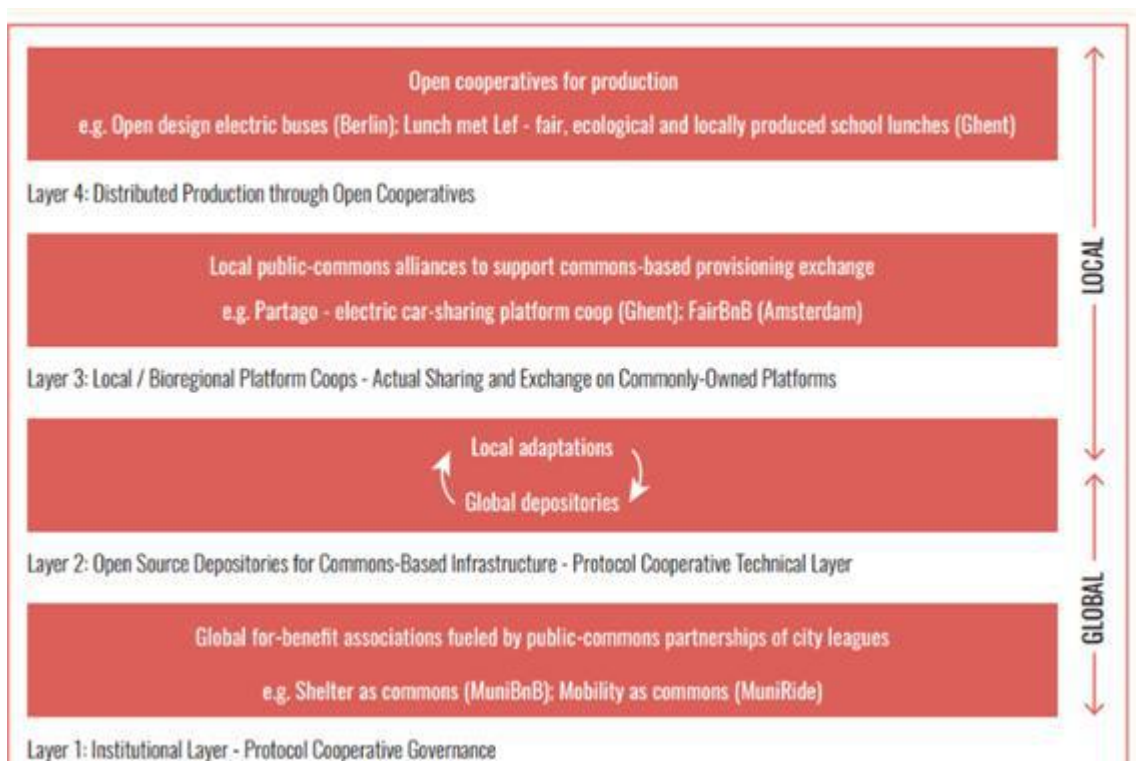 Open cooperatives for production
e.g. Open design electric buses (Berlin); Lunch met Lef - fair, ecological and locally produced school lunches (Ghent)
Layer 4: Distributed Production through Open Cooperatives
Local public-commons alliances to support commons-based provisioning exchange
e.g. Partago - electric car-sharing platform coop (Ghent); FairBnB (Amsterdam)
Layer 3: Local / Bioregional Platform Coops - Actual Sharing and Exchange on Commonly-Owned Platforms
LOCAL
Local adaptations
Global depositories
Layer 2: Open Source Depositories for Commons-Based Infrastructure - Protocol Cooperative Technical Layer
Global for-benefit associations fueled by public-commons partnerships of city leagues
e.g. Shelter as commons (MuniBnB); Mobility as commons (MuniRide)
Layer 1: Institutional Layer - Protocol Cooperative Governance
GLOBAL